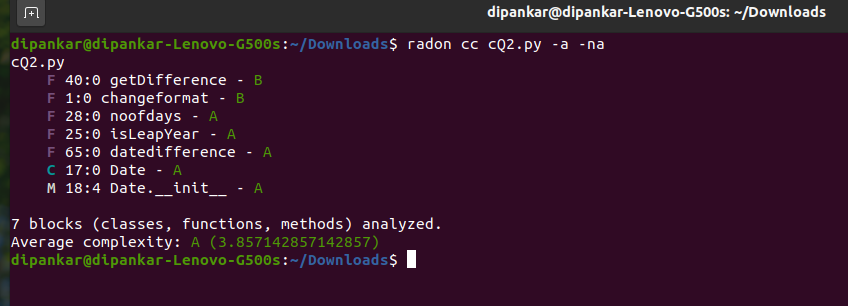 dipankar@dipankar-Lenovo-G500s: ~/Downloads
dipankar@dipankar-Lenovo-G500s:~/Downloads$ radon cc cQ2.py -a -na
cQ2.py
    F 40:0 getDifference - B
    F 1:0 changeformat - B
    F 28:0 noofdays - A
    F 25:0 isLeapYear - A
    F 65:0 datedifference - A
    C 17:0 Date - A
    M 18:4 Date.__init__ - A
7 blocks (classes, functions, methods) analyzed.
Average complexity: A (3.857142857142857)
dipankar@dipankar-Lenovo-G500s:~/Downloads$